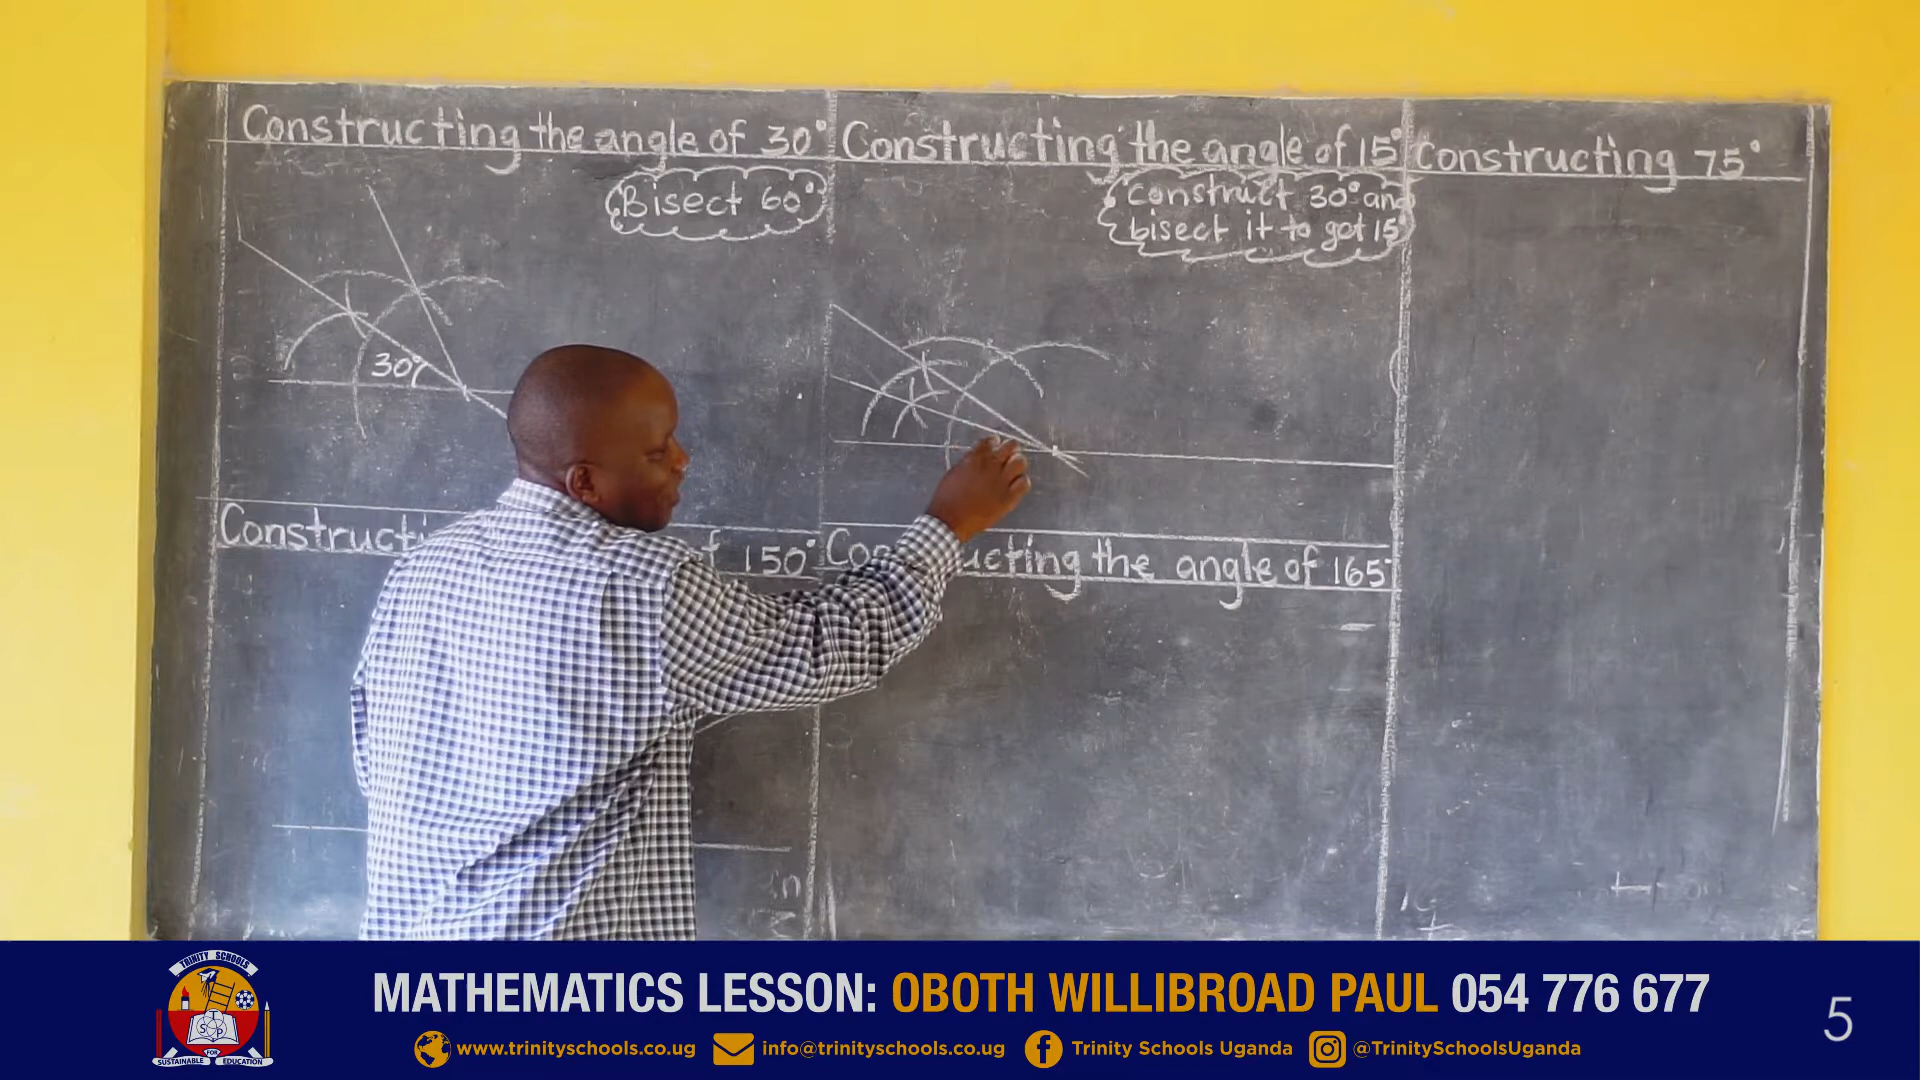 Constructing the angle of 30°
Bisect 60°
30°
Constructing the angle of 15°
Construct 30° and
bisect it to get 15°
Constructing 75°
of 150°
ucting the angle of 165°
TRINITY SCHOOLS
T
S P
SUSTAINABLE FOR EDUCATION
MATHEMATICS LESSON: OBOTH WILLIBROAD PAUL 054 776 677
www.trinityschools.co.ug info@trinityschools.co.ug Trinity Schools Uganda @TrinitySchoolsUganda
5